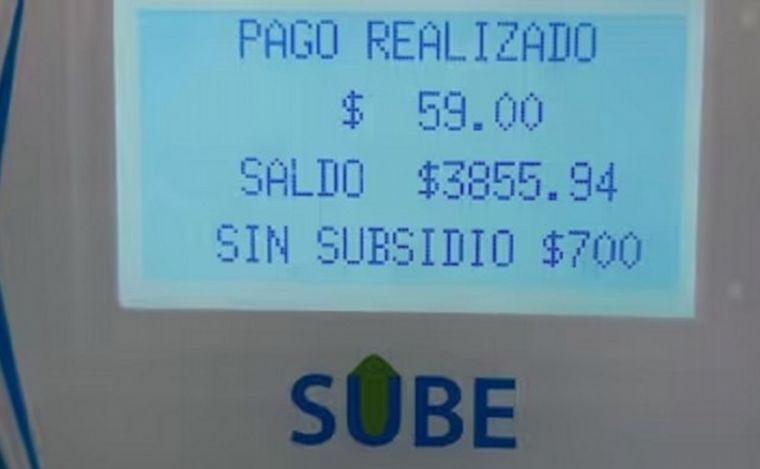 PAGO REALIZADO
$ 59.00
SALDO $3855.94
SIN SUBSIDIO $700
SUBE